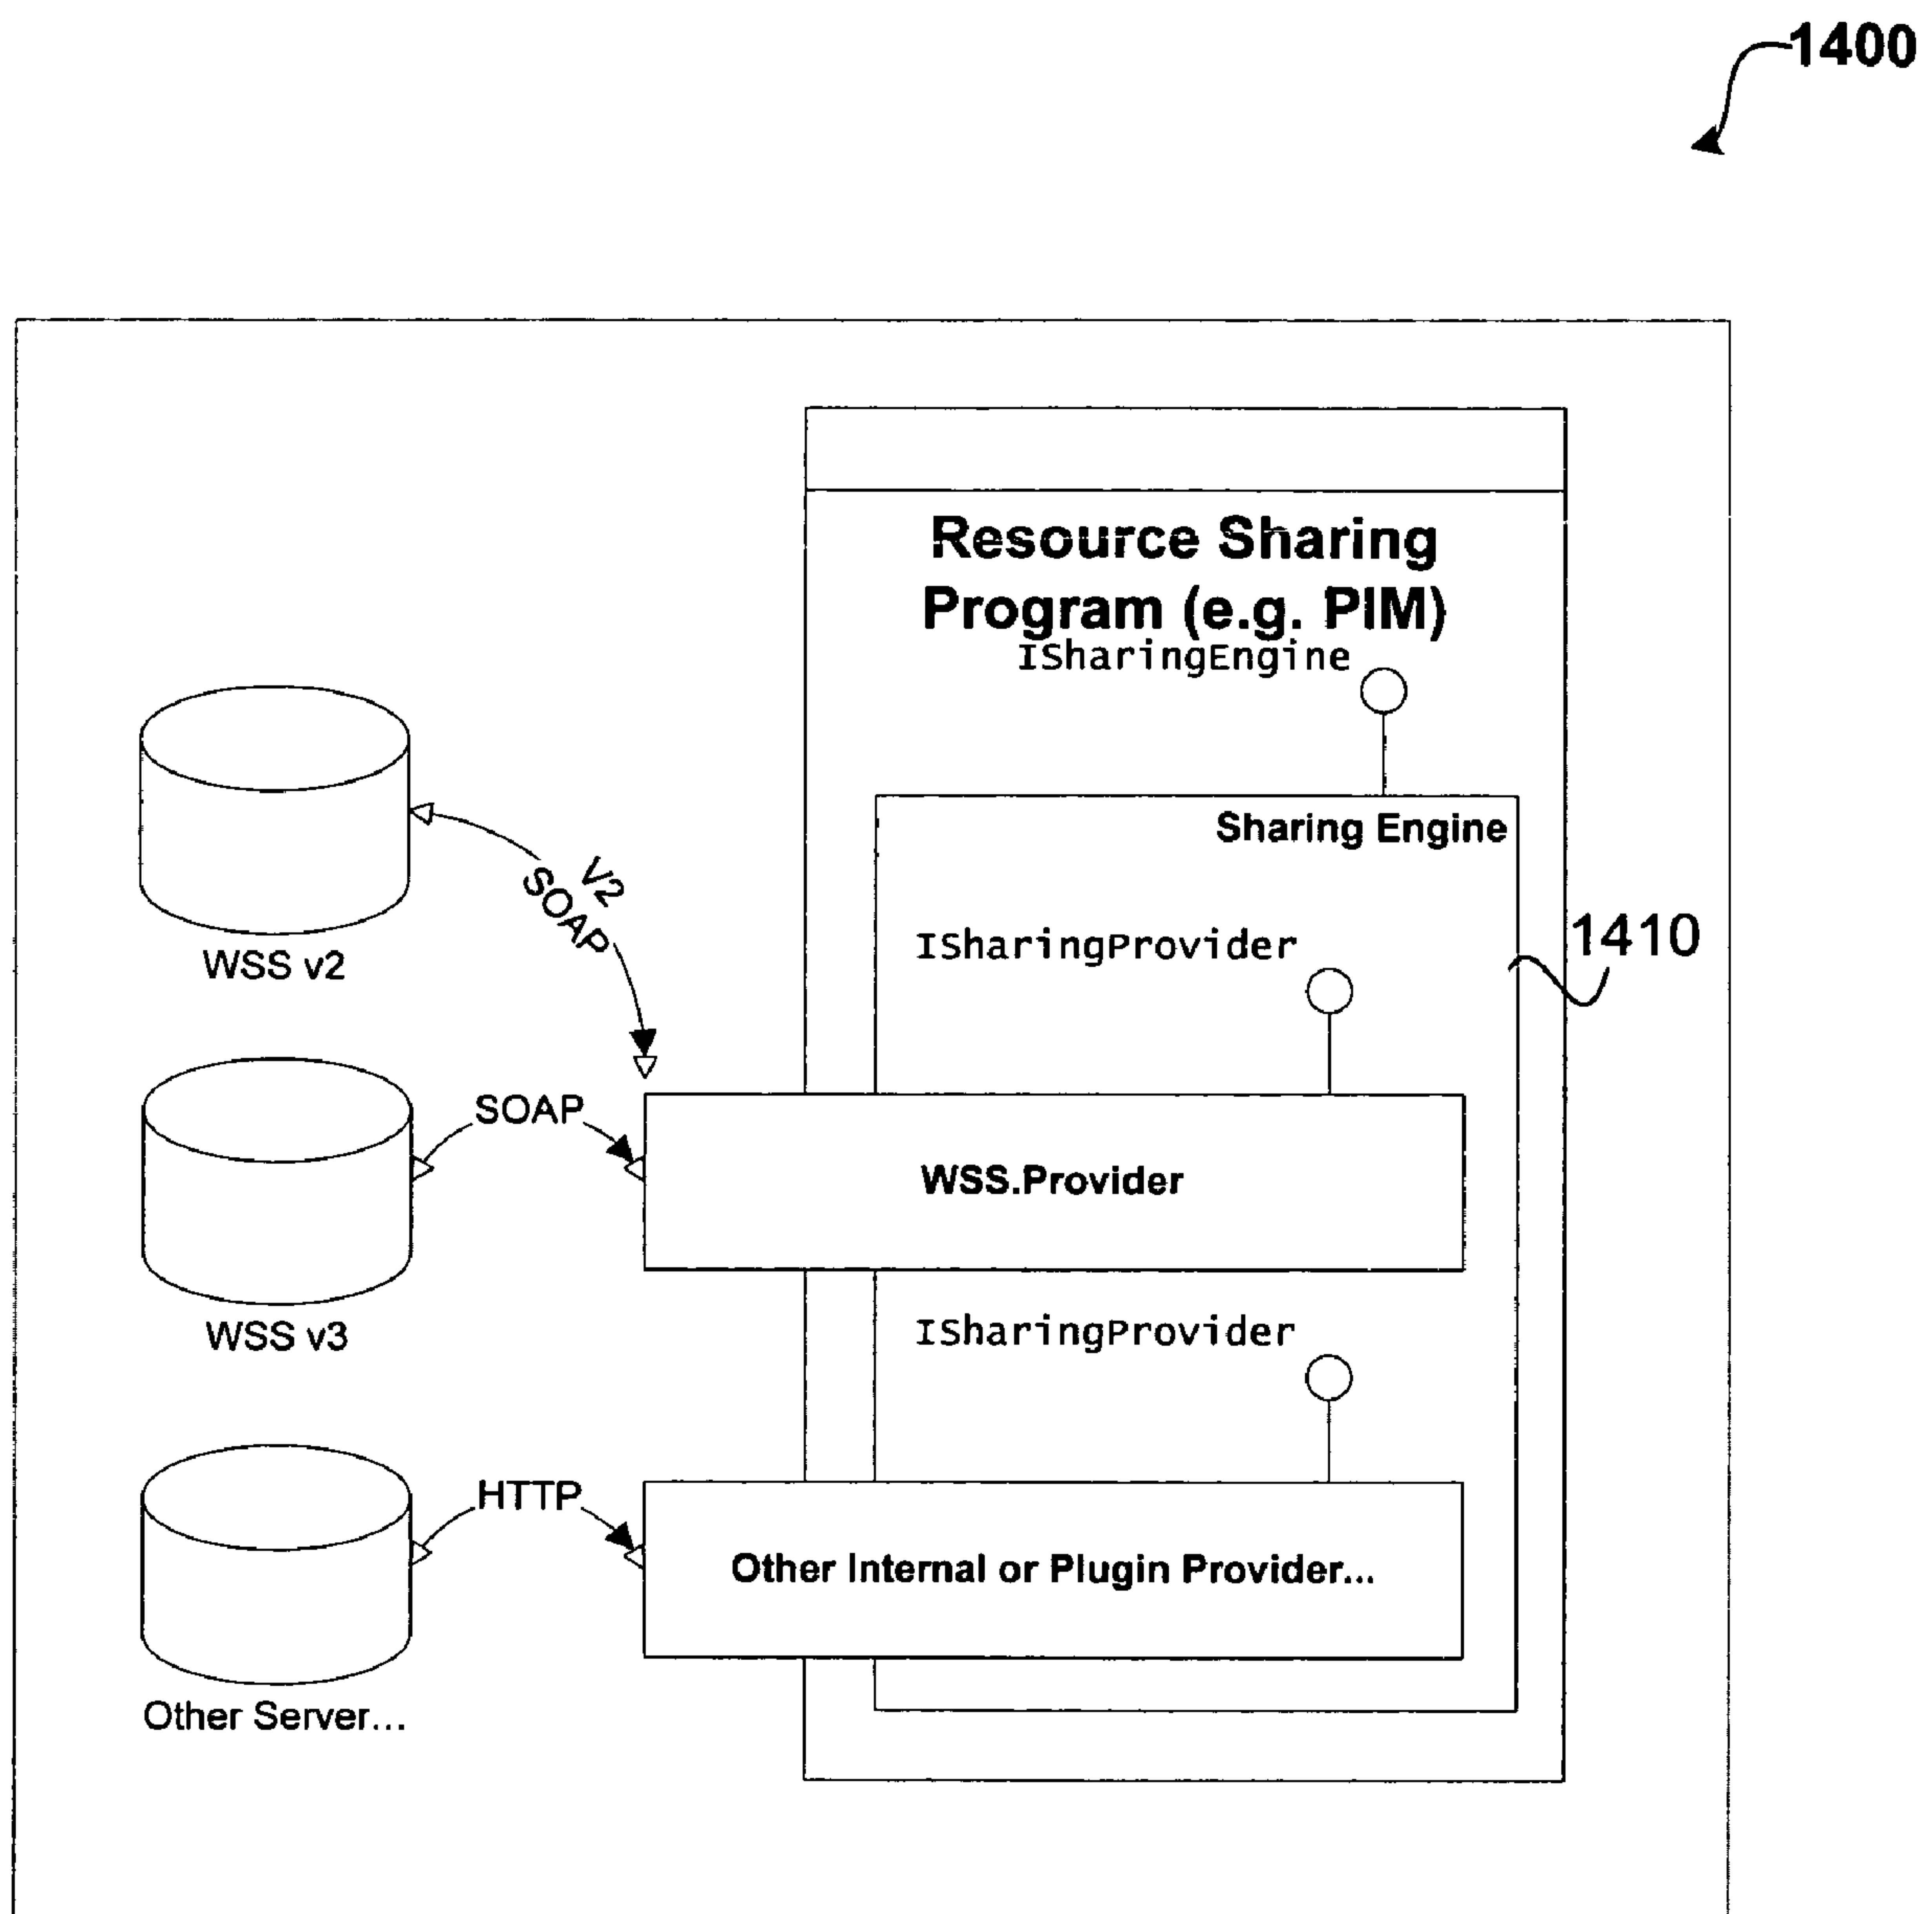 1400
Resource Sharing
Program (e.g. PIM)
ISharingEngine
Sharing Engine
V2
SOAP
ISharingProvider
1410
WSS v2
SOAP
WSS.Provider
WSS v3
ISharingProvider
HTTP
Other Internal or Plugin Provider...
Other Server...